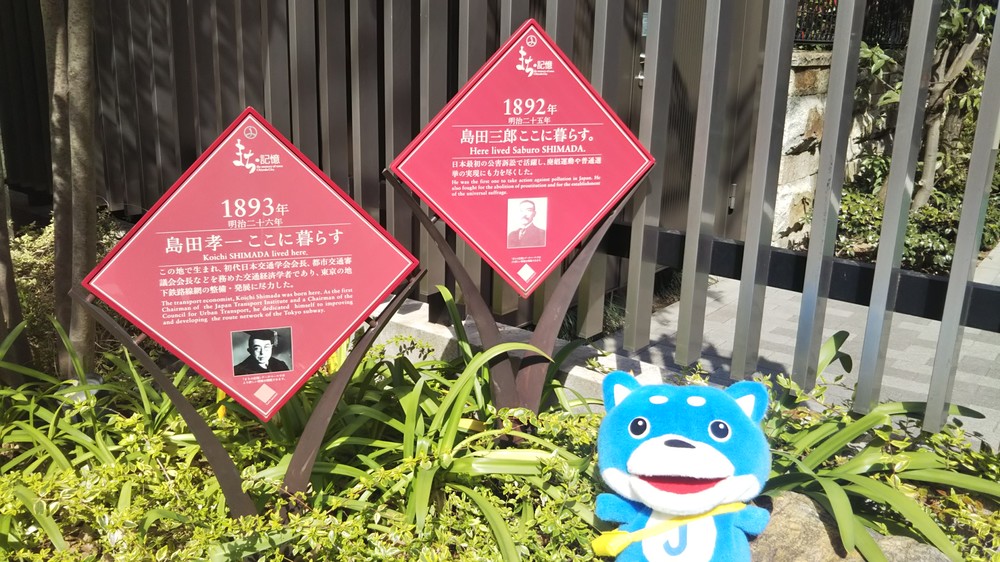 まち記憶
1893年
明治二十六年
島田孝一ここに暮らす
Koichi SHIMADA lived here.
この地で生まれ、初代日本交通学会会長、都市交通審
議会会長などを務めた交通経済学者であり、東京の地
下鉄路線網の整備・発展に尽力した。
The transport economist, Koichi Shimada was born here. As the first
Chairman of the Japan Transport Institute and a Chairman of the
Council for Urban Transport, he dedicated himself to improving
and developing the route network of the Tokyo subway.
まち記憶
1892年
明治二十五年
島田三郎ここに暮らす。
Here lived Saburo SHIMADA.
日本最初の公害訴訟で活躍し、廃娼運動や普通選
挙の実現にも力を尽くした。
He was the first one to take action against pollution in Japan. He
also fought for the abolition of prostitution and for the establishment
of the universal suffrage.
J